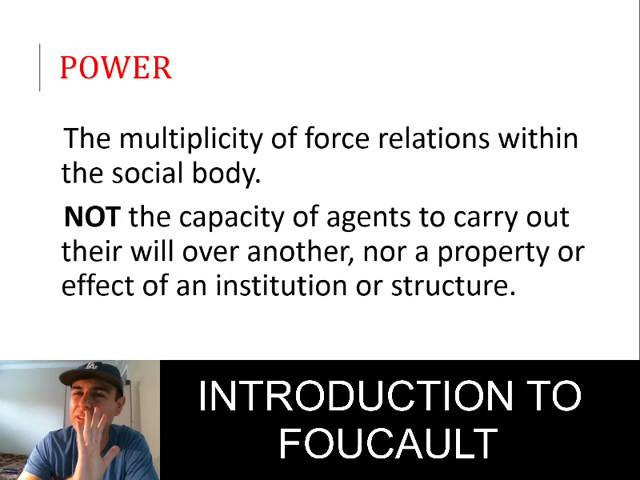 POWER
The multiplicity of force relations within
the social body.
NOT the capacity of agents to carry out
their will over another, nor a property or
effect of an institution or structure.
INTRODUCTION TO
FOUCAULT